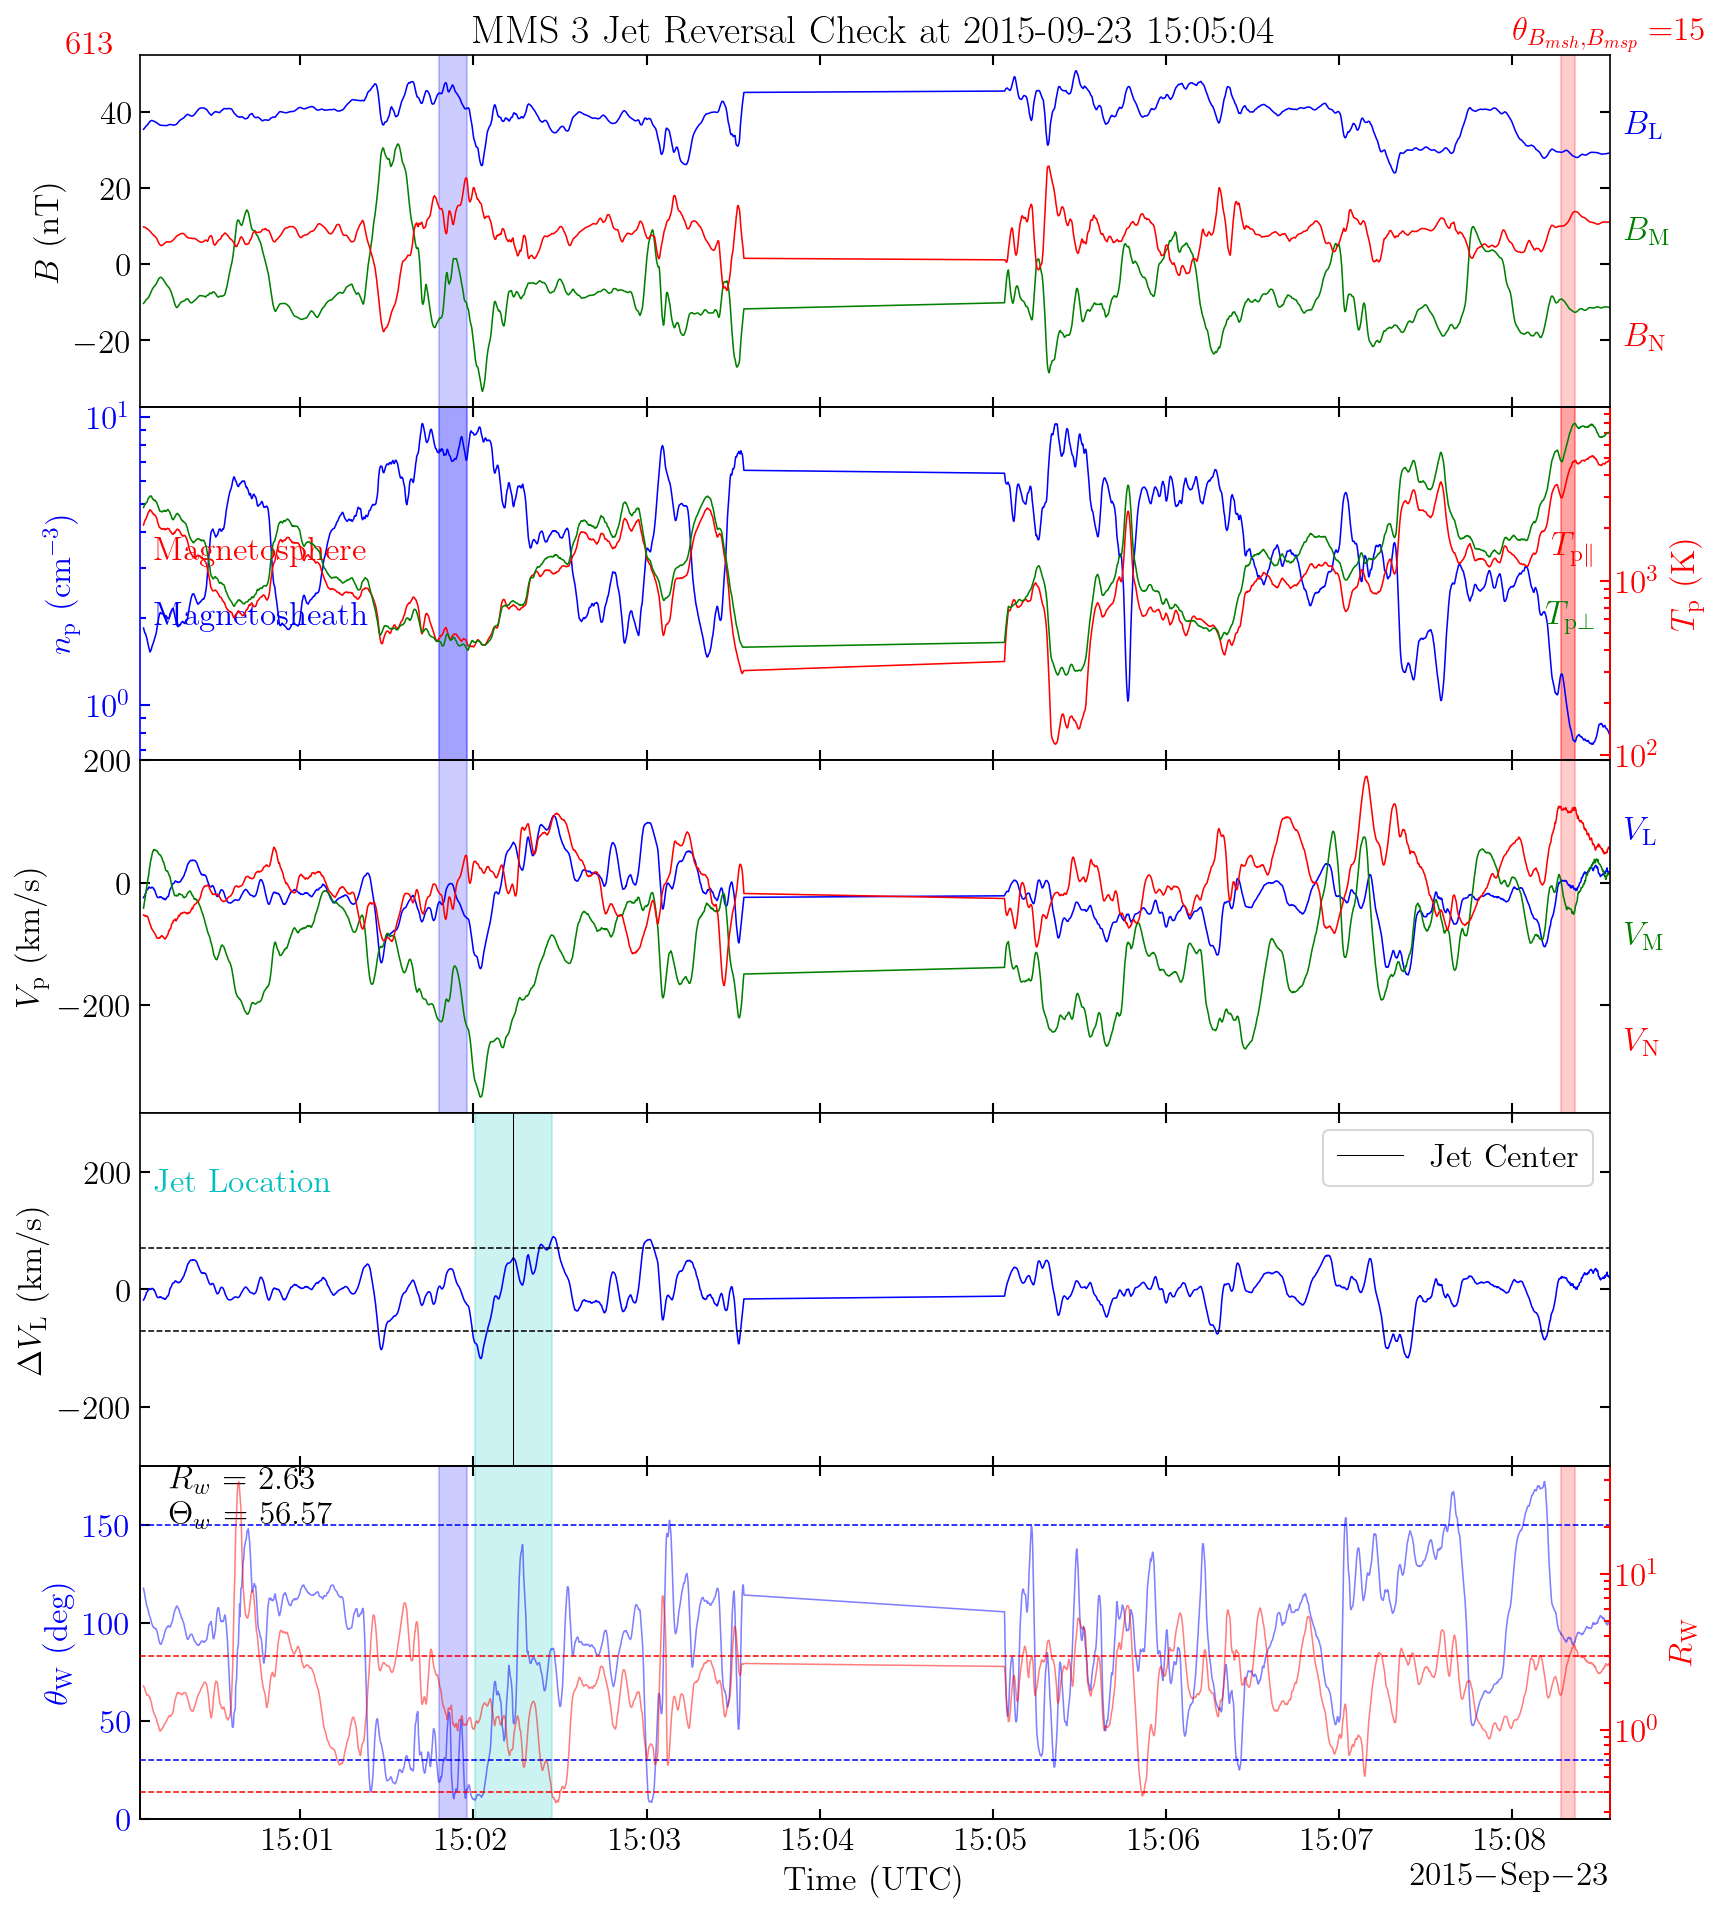 MMS 3 Jet Reversal Check at 2015-09-23 15:05:04
613
θ_{B_{msh},B_{msp}} =15
B (nT)
40
20
0
−20
B_L
B_M
B_N
n_p (cm^{−3})
10^1
10^0
Magnetosphere
Magnetosheath
T_{p∥}
T_{p⊥}
10^3
10^2
T_p (K)
V_p (km/s)
200
0
−200
V_L
V_M
V_N
ΔV_L (km/s)
200
0
−200
Jet Location
Jet Center
θ_W (deg)
150
100
50
0
R_w = 2.63
Θ_w = 56.57
10^1
10^0
R_W
15:01 15:02 15:03 15:04 15:05 15:06 15:07 15:08
Time (UTC)
2015−Sep−23